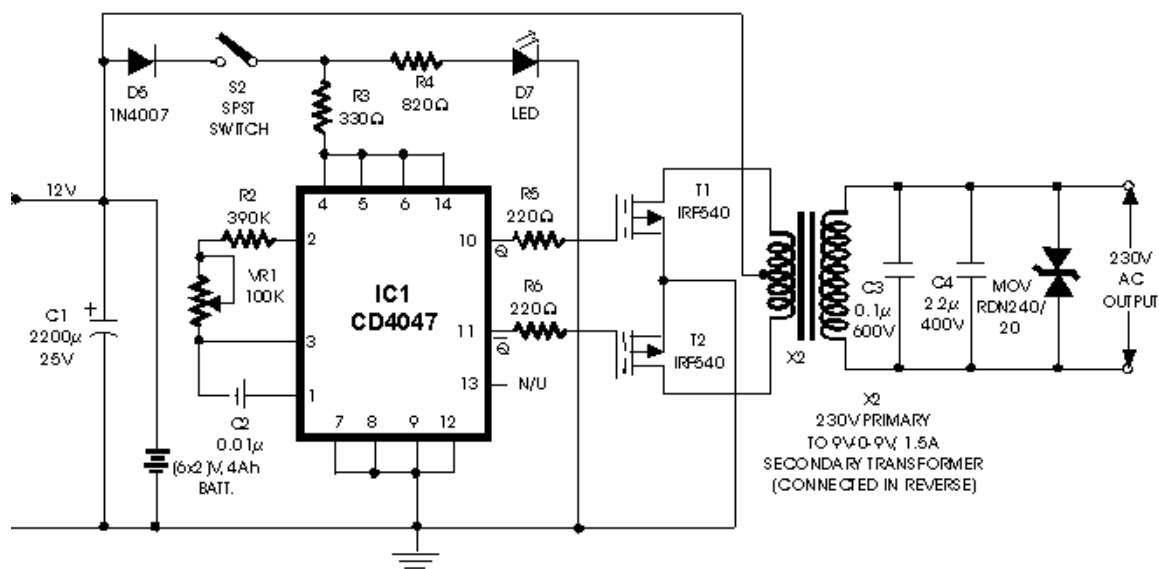 D5
1N4007
S2
SPST
SWITCH
R3
330Ω
R4
820Ω
D7
LED
12V
R2
390K
VR1
100K
C1
2200μ
25V
+
C2
0.01μ
(6x2)V, 4Ah
BATT.
4 5 6 14
2
3
1
IC1
CD4047
10
11
13
7 8 9 12
Q
Q̅
N/U
R5
220Ω
R6
220Ω
T1
IRF540
T2
IRF540
X2
C3
0.1μ
600V
C4
2.2μ
400V
MOV
RDN240/
20
230V
AC
OUTPUT
X2
230V PRIMARY
TO 9V-0-9V, 1.5A
SECONDARY TRANSFORMER
(CONNECTED IN REVERSE)